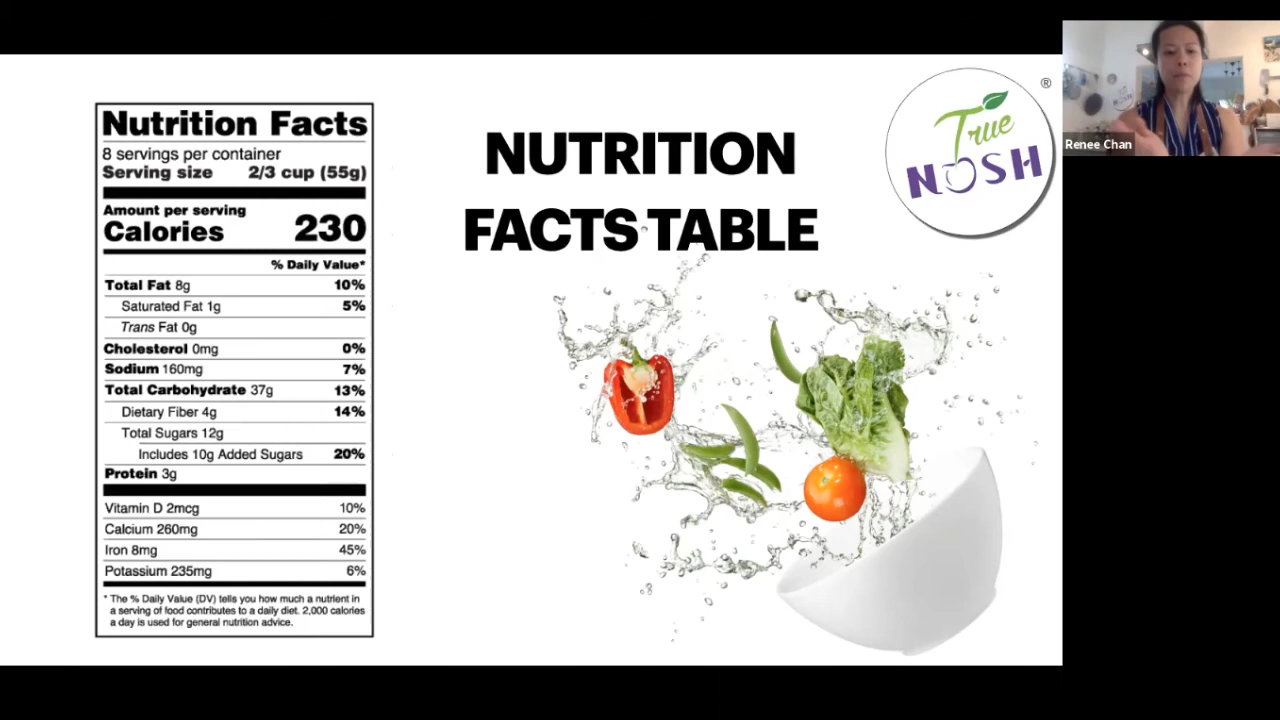 Nutrition Facts
8 servings per container
Serving size 2/3 cup (55g)
Amount per serving
Calories 230
% Daily Value*
Total Fat 8g 10%
Saturated Fat 1g 5%
Trans Fat 0g
Cholesterol 0mg 0%
Sodium 160mg 7%
Total Carbohydrate 37g 13%
Dietary Fiber 4g 14%
Total Sugars 12g
Includes 10g Added Sugars 20%
Protein 3g
Vitamin D 2mcg 10%
Calcium 260mg 20%
Iron 8mg 45%
Potassium 235mg 6%
* The % Daily Value (DV) tells you how much a nutrient in
a serving of food contributes to a daily diet. 2,000 calories
a day is used for general nutrition advice.
NUTRITION
FACTS TABLE
True
NOSH
®
Renee Chan